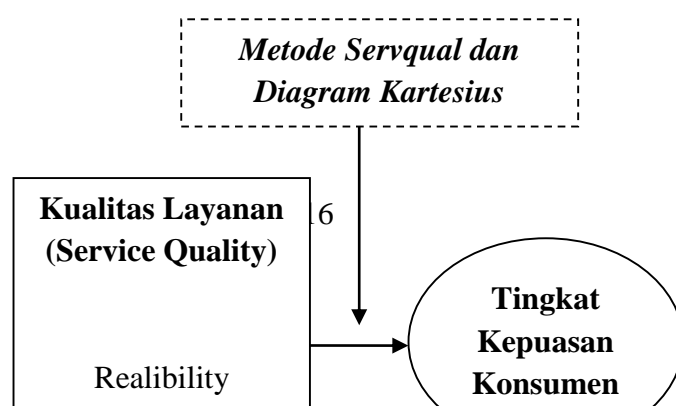 Metode Servqual dan
Diagram Kartesius
Kualitas Layanan
(Service Quality)
16
Realibility
Tingkat
Kepuasan
Konsumen